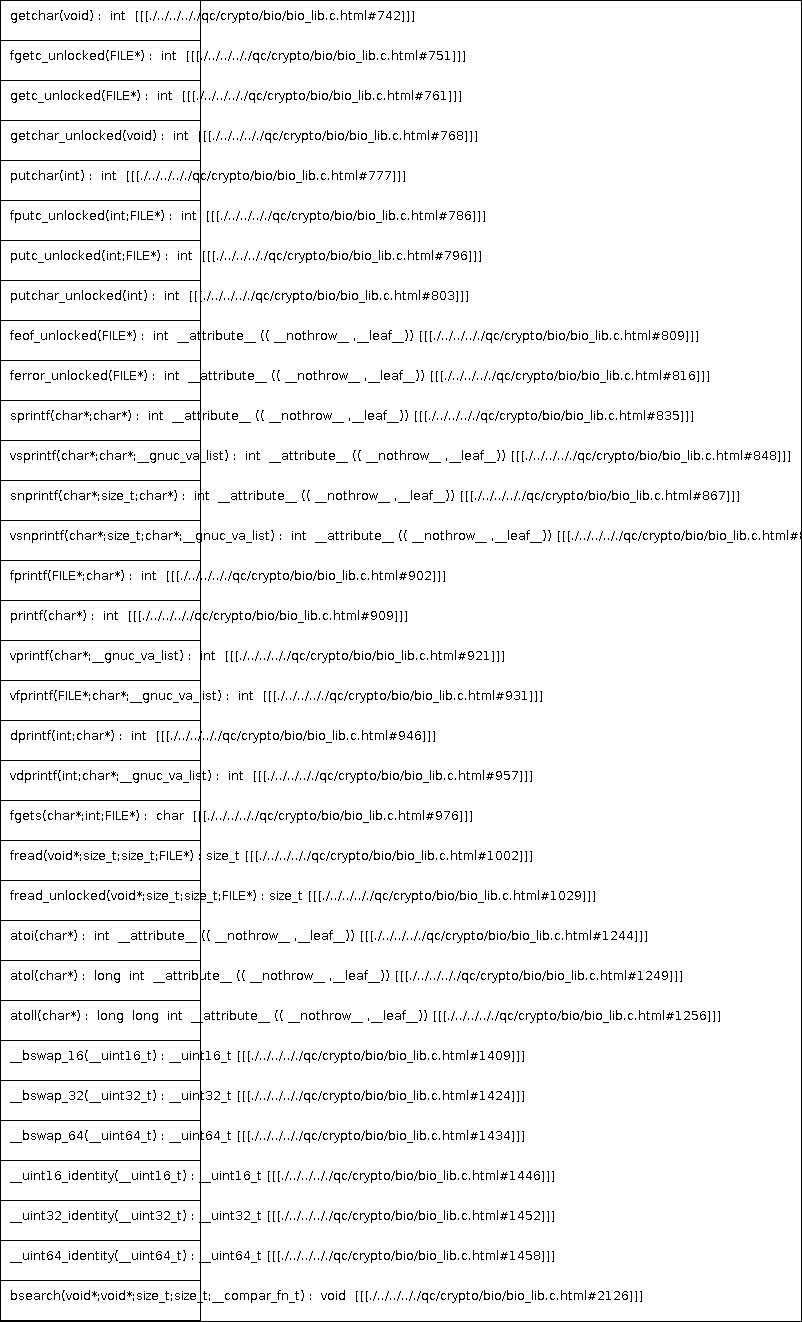 getchar(void) : int [[[./../../../qc/crypto/bio/bio_lib.c.html#742]]]
fgetc_unlocked(FILE*) : int [[[./../../../qc/crypto/bio/bio_lib.c.html#751]]]
getc_unlocked(FILE*) : int [[[./../../../qc/crypto/bio/bio_lib.c.html#761]]]
getchar_unlocked(void) : int [[[./../../../qc/crypto/bio/bio_lib.c.html#768]]]
putchar(int) : int [[[./../../../qc/crypto/bio/bio_lib.c.html#777]]]
fputc_unlocked(int;FILE*) : int [[[./../../../qc/crypto/bio/bio_lib.c.html#786]]]
putc_unlocked(int;FILE*) : int [[[./../../../qc/crypto/bio/bio_lib.c.html#796]]]
putchar_unlocked(int) : int [[[./../../../qc/crypto/bio/bio_lib.c.html#803]]]
feof_unlocked(FILE*) : int __attribute__ (( __nothrow__ ,__leaf__)) [[[./../../../qc/crypto/bio/bio_lib.c.html#809]]]
ferror_unlocked(FILE*) : int __attribute__ (( __nothrow__ ,__leaf__)) [[[./../../../qc/crypto/bio/bio_lib.c.html#816]]]
sprintf(char*;char*) : int __attribute__ (( __nothrow__ ,__leaf__)) [[[./../../../qc/crypto/bio/bio_lib.c.html#835]]]
vsprintf(char*;char*;__gnuc_va_list) : int __attribute__ (( __nothrow__ ,__leaf__)) [[[./../../../qc/crypto/bio/bio_lib.c.html#848]]]
snprintf(char*;size_t;char*) : int __attribute__ (( __nothrow__ ,__leaf__)) [[[./../../../qc/crypto/bio/bio_lib.c.html#867]]]
vsnprintf(char*;size_t;char*;__gnuc_va_list) : int __attribute__ (( __nothrow__ ,__leaf__)) [[[./../../../qc/crypto/bio/bio_lib.c.html#
fprintf(FILE*;char*) : int [[[./../../../qc/crypto/bio/bio_lib.c.html#902]]]
printf(char*) : int [[[./../../../qc/crypto/bio/bio_lib.c.html#909]]]
vprintf(char*;__gnuc_va_list) : int [[[./../../../qc/crypto/bio/bio_lib.c.html#921]]]
vfprintf(FILE*;char*;__gnuc_va_list) : int [[[./../../../qc/crypto/bio/bio_lib.c.html#931]]]
dprintf(int;char*) : int [[[./../../../qc/crypto/bio/bio_lib.c.html#946]]]
vdprintf(int;char*;__gnuc_va_list) : int [[[./../../../qc/crypto/bio/bio_lib.c.html#957]]]
fgets(char*;int;FILE*) : char [[[./../../../qc/crypto/bio/bio_lib.c.html#976]]]
fread(void*;size_t;size_t;FILE*) : size_t [[[./../../../qc/crypto/bio/bio_lib.c.html#1002]]]
fread_unlocked(void*;size_t;size_t;FILE*) : size_t [[[./../../../qc/crypto/bio/bio_lib.c.html#1029]]]
atoi(char*) : int __attribute__ (( __nothrow__ ,__leaf__)) [[[./../../../qc/crypto/bio/bio_lib.c.html#1244]]]
atol(char*) : long int __attribute__ (( __nothrow__ ,__leaf__)) [[[./../../../qc/crypto/bio/bio_lib.c.html#1249]]]
atoll(char*) : long long int __attribute__ (( __nothrow__ ,__leaf__)) [[[./../../../qc/crypto/bio/bio_lib.c.html#1256]]]
__bswap_16(__uint16_t) : __uint16_t [[[./../../../qc/crypto/bio/bio_lib.c.html#1409]]]
__bswap_32(__uint32_t) : __uint32_t [[[./../../../qc/crypto/bio/bio_lib.c.html#1424]]]
__bswap_64(__uint64_t) : __uint64_t [[[./../../../qc/crypto/bio/bio_lib.c.html#1434]]]
__uint16_identity(__uint16_t) : __uint16_t [[[./../../../qc/crypto/bio/bio_lib.c.html#1446]]]
__uint32_identity(__uint32_t) : __uint32_t [[[./../../../qc/crypto/bio/bio_lib.c.html#1452]]]
__uint64_identity(__uint64_t) : __uint64_t [[[./../../../qc/crypto/bio/bio_lib.c.html#1458]]]
bsearch(void*;void*;size_t;size_t;__compar_fn_t) : void [[[./../../../qc/crypto/bio/bio_lib.c.html#2126]]]